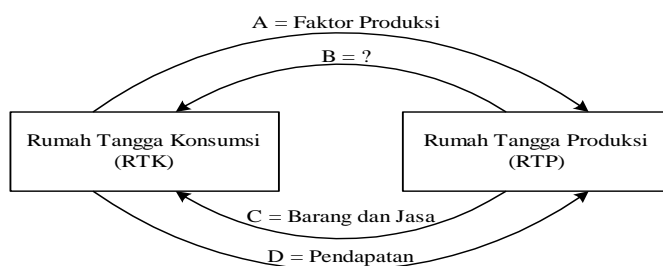 A = Faktor Produksi
B = ?
Rumah Tangga Konsumsi
(RTK)
Rumah Tangga Produksi
(RTP)
C = Barang dan Jasa
D = Pendapatan